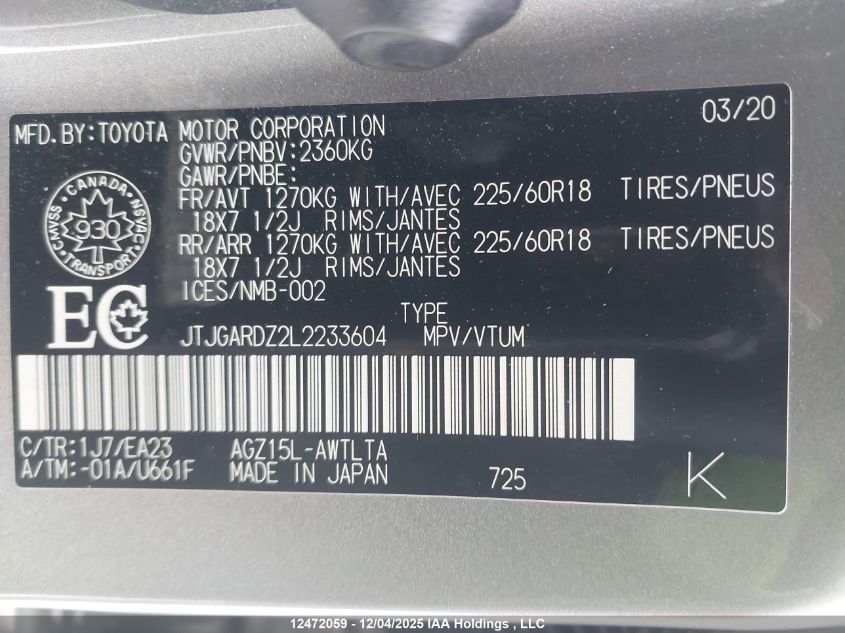 03/20
MFD.BY:TOYOTA MOTOR CORPORATION
GVWR/PNBV:2360KG
GAWR/PNBE:
FR/AVT 1270KG WITH/AVEC 225/60R18 TIRES/PNEUS
18X7 1/2J RIMS/JANTES
RR/ARR 1270KG WITH/AVEC 225/60R18 TIRES/PNEUS
18X7 1/2J RIMS/JANTES
ICES/NMB-002
CANADA
CMVSS 930 NSVAC
TRANSPORT
EC
TYPE
JTJGARDZ2L2233604 MPV/VTUM
C/TR:1J7/EA23 AGZ15L-AWTLTA
A/TM:-01A/U661F MADE IN JAPAN 725 K
12472059 - 12/04/2025 IAA Holdings , LLC